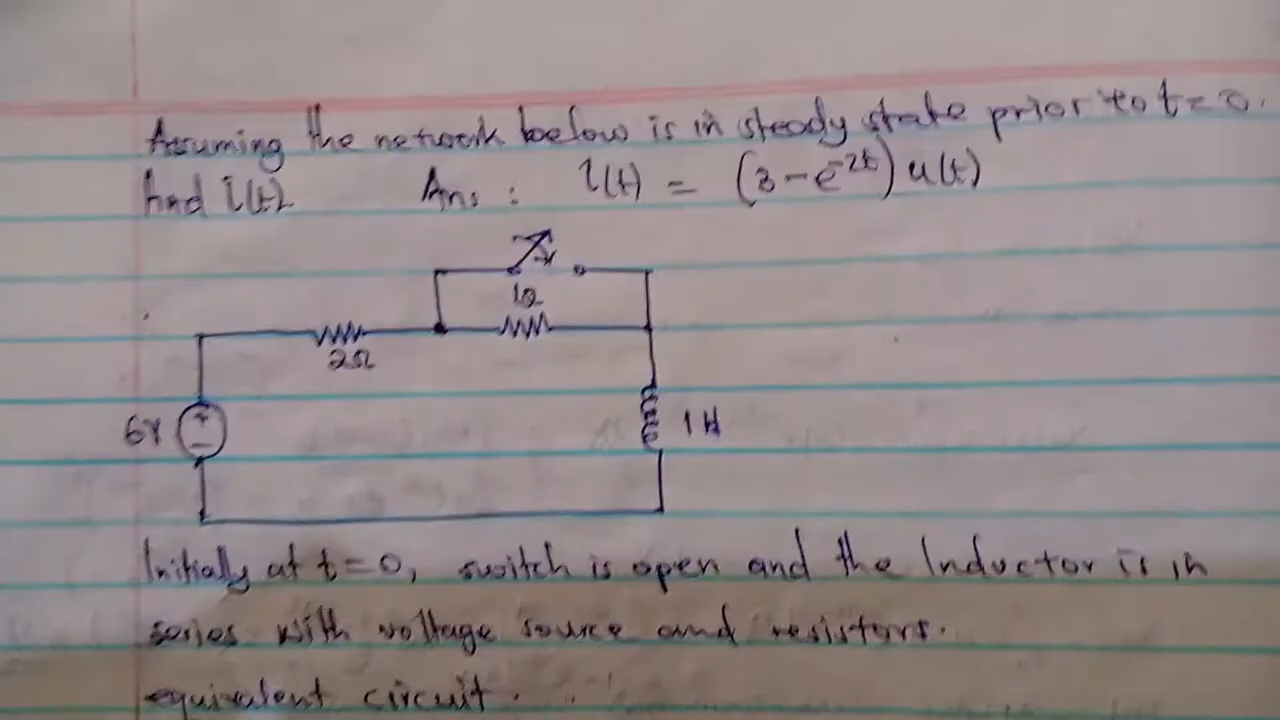 Assuming the network below is in steady state prior to t=0.
find i(t). Ans: i(t) = (3-e^-2t) u(t)
1Ω
2Ω
6V
+
-
1H
Initially at t=0, switch is open and the Inductor is in
series with voltage source and resistors.
equivalent circuit.